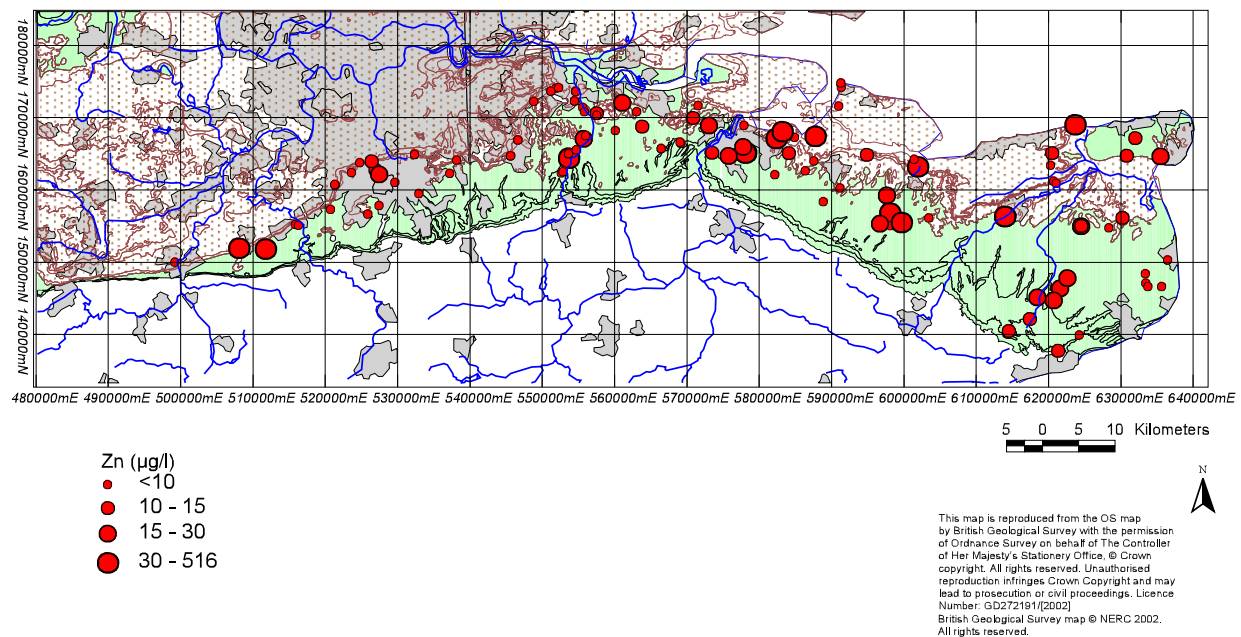 180000mN
170000mN
160000mN
150000mN
140000mN
480000mE 490000mE 500000mE 510000mE 520000mE 530000mE 540000mE 550000mE 560000mE 570000mE 580000mE 590000mE 600000mE 610000mE 620000mE 630000mE 640000mE
5 0 5 10 Kilometers
Zn (µg/l)
<10
10 - 15
15 - 30
30 - 516
N
This map is reproduced from the OS map
by British Geological Survey with the permission
of Ordnance Survey on behalf of The Controller
of Her Majesty's Stationery Office, © Crown
copyright. All rights reserved. Unauthorised
reproduction infringes Crown Copyright and may
lead to prosecution or civil proceedings. Licence
Number: GD272191/[2002]
British Geological Survey map © NERC 2002.
All rights reserved.